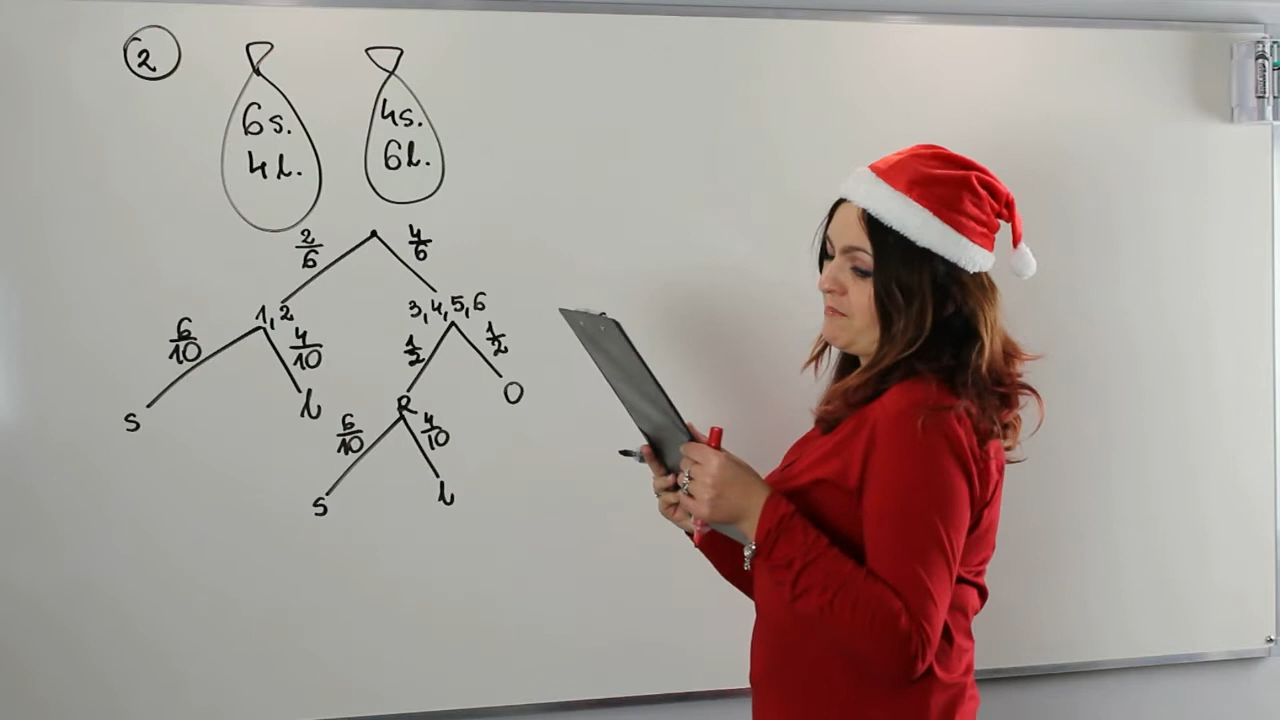 2
6s.
4l.
4s.
6l.
2/6 4/6
1,2 3,4,5,6
6/10 4/10 1/2 1/2
s l R O
6/10 4/10
s l